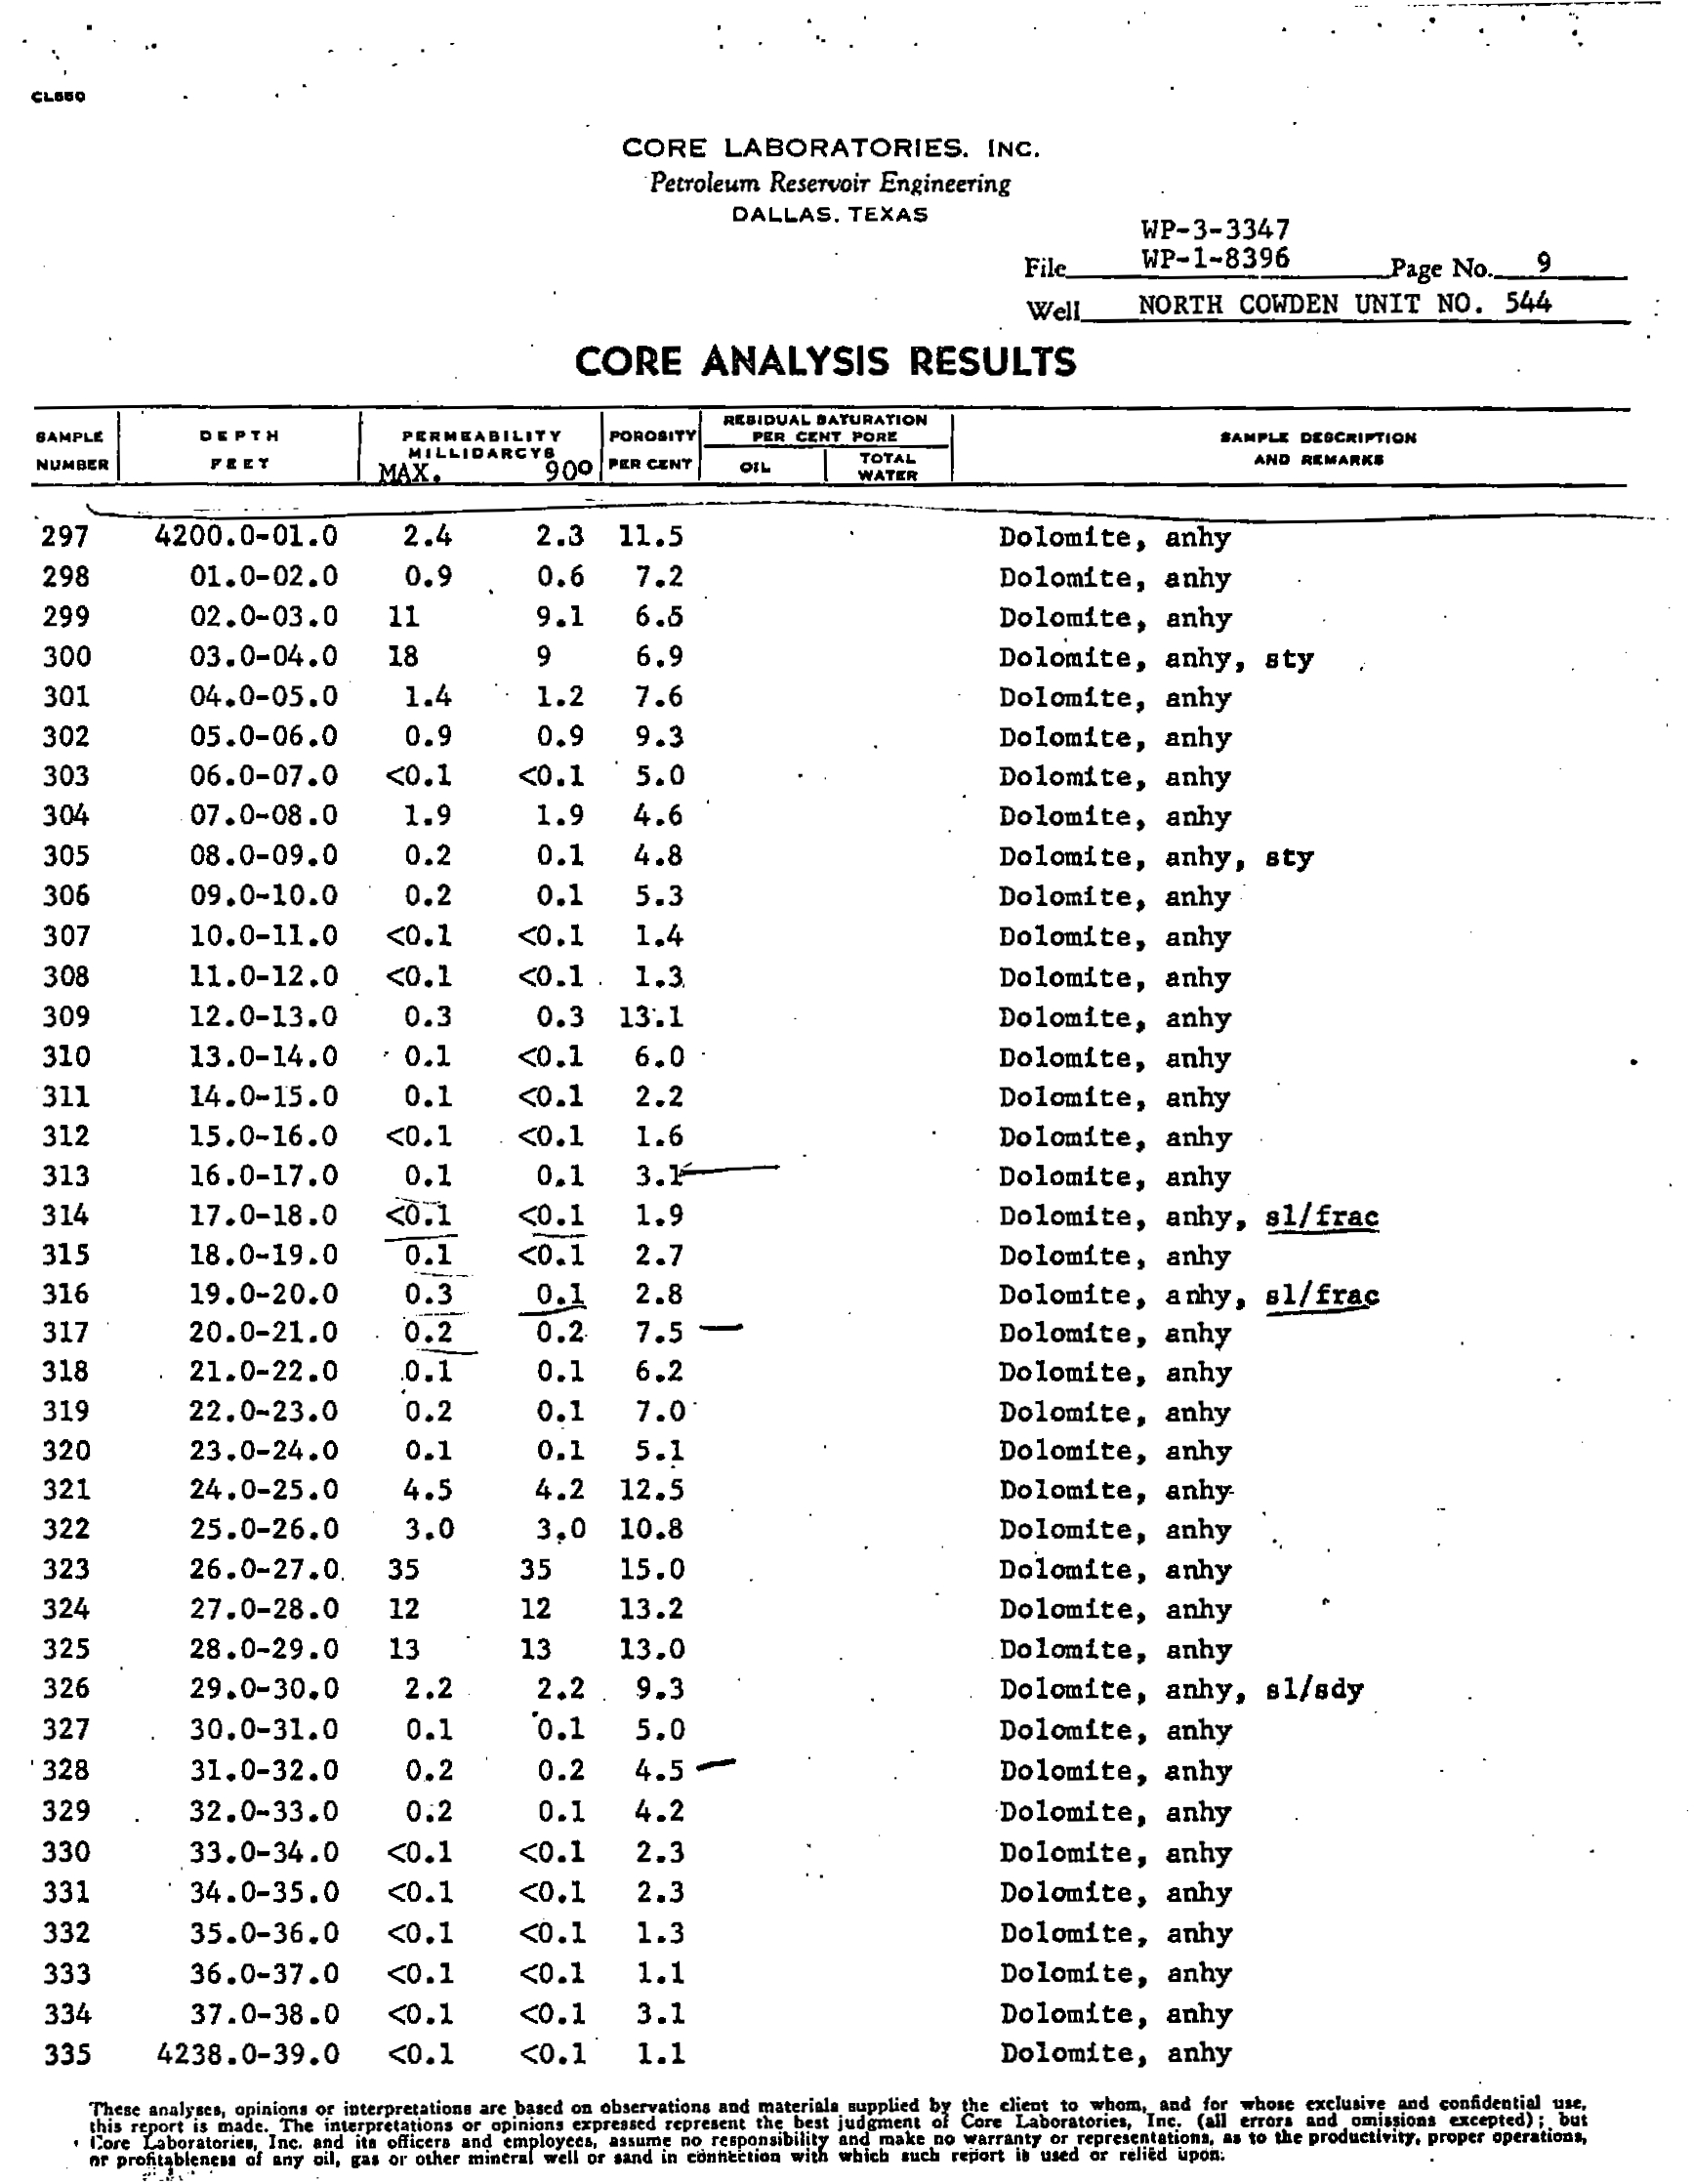 CL550
CORE LABORATORIES, INC.
Petroleum Reservoir Engineering
DALLAS, TEXAS
WP-3-3347
File WP-1-8396 Page No. 9
Well NORTH COWDEN UNIT NO. 544
CORE ANALYSIS RESULTS
SAMPLE NUMBER DEPTH FEET PERMEABILITY MILLIDARCYS MAX. 90° POROSITY PER CENT RESIDUAL SATURATION PER CENT PORE OIL TOTAL WATER SAMPLE DESCRIPTION AND REMARKS
297 4200.0-01.0 2.4 2.3 11.5 Dolomite, anhy
298 01.0-02.0 0.9 0.6 7.2 Dolomite, anhy
299 02.0-03.0 11 9.1 6.5 Dolomite, anhy
300 03.0-04.0 18 9 6.9 Dolomite, anhy, sty
301 04.0-05.0 1.4 1.2 7.6 Dolomite, anhy
302 05.0-06.0 0.9 0.9 9.3 Dolomite, anhy
303 06.0-07.0 <0.1 <0.1 5.0 Dolomite, anhy
304 07.0-08.0 1.9 1.9 4.6 Dolomite, anhy
305 08.0-09.0 0.2 0.1 4.8 Dolomite, anhy, sty
306 09.0-10.0 0.2 0.1 5.3 Dolomite, anhy
307 10.0-11.0 <0.1 <0.1 1.4 Dolomite, anhy
308 11.0-12.0 <0.1 <0.1 1.3 Dolomite, anhy
309 12.0-13.0 0.3 0.3 13.1 Dolomite, anhy
310 13.0-14.0 0.1 <0.1 6.0 Dolomite, anhy
311 14.0-15.0 0.1 <0.1 2.2 Dolomite, anhy
312 15.0-16.0 <0.1 <0.1 1.6 Dolomite, anhy
313 16.0-17.0 0.1 0.1 3.1 Dolomite, anhy
314 17.0-18.0 <0.1 <0.1 1.9 Dolomite, anhy, sl/frac
315 18.0-19.0 0.1 <0.1 2.7 Dolomite, anhy
316 19.0-20.0 0.3 0.1 2.8 Dolomite, anhy, sl/frac
317 20.0-21.0 0.2 0.2 7.5 Dolomite, anhy
318 21.0-22.0 0.1 0.1 6.2 Dolomite, anhy
319 22.0-23.0 0.2 0.1 7.0 Dolomite, anhy
320 23.0-24.0 0.1 0.1 5.1 Dolomite, anhy
321 24.0-25.0 4.5 4.2 12.5 Dolomite, anhy
322 25.0-26.0 3.0 3.0 10.8 Dolomite, anhy
323 26.0-27.0 35 35 15.0 Dolomite, anhy
324 27.0-28.0 12 12 13.2 Dolomite, anhy
325 28.0-29.0 13 13 13.0 Dolomite, anhy
326 29.0-30.0 2.2 2.2 9.3 Dolomite, anhy, sl/sdy
327 30.0-31.0 0.1 0.1 5.0 Dolomite, anhy
328 31.0-32.0 0.2 0.2 4.5 Dolomite, anhy
329 32.0-33.0 0.2 0.1 4.2 Dolomite, anhy
330 33.0-34.0 <0.1 <0.1 2.3 Dolomite, anhy
331 34.0-35.0 <0.1 <0.1 2.3 Dolomite, anhy
332 35.0-36.0 <0.1 <0.1 1.3 Dolomite, anhy
333 36.0-37.0 <0.1 <0.1 1.1 Dolomite, anhy
334 37.0-38.0 <0.1 <0.1 3.1 Dolomite, anhy
335 4238.0-39.0 <0.1 <0.1 1.1 Dolomite, anhy
These analyses, opinions or interpretations are based on observations and materials supplied by the client to whom, and for whose exclusive and confidential use,
this report is made. The interpretations or opinions expressed represent the best judgment of Core Laboratories, Inc. (all errors and omissions excepted); but
Core Laboratories, Inc. and its officers and employees, assume no responsibility and make no warranty or representations, as to the productivity, proper operations,
or profitableness of any oil, gas or other mineral well or sand in connection with which such report is used or relied upon.